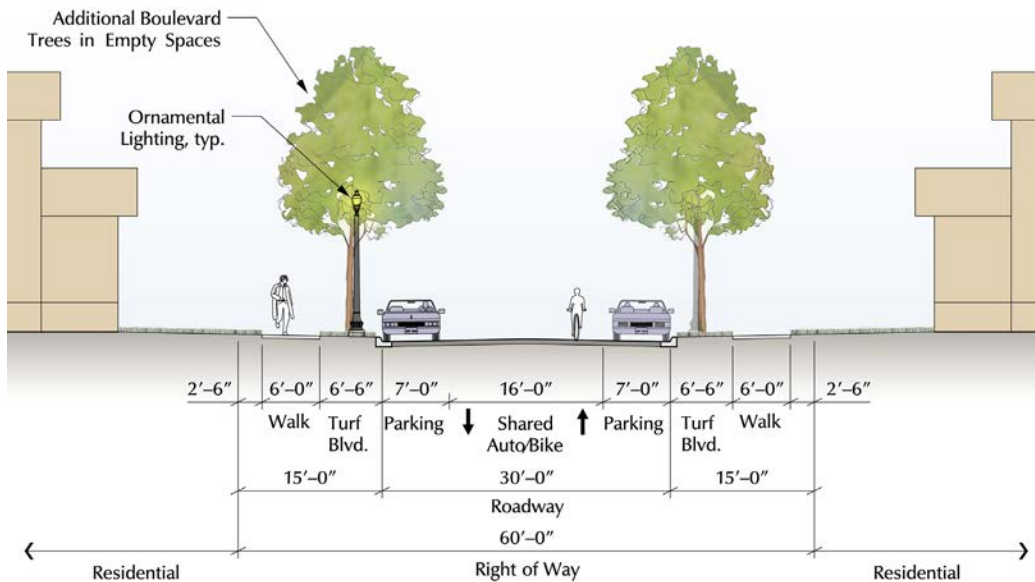 Additional Boulevard
Trees in Empty Spaces
Ornamental
Lighting, typ.
2’–6” 6’–0” 6’–6” 7’–0” 16’–0” 7’–0” 6’–6” 6’–0” 2’–6”
Walk Turf Parking Shared Parking Turf Walk
Blvd. Auto/Bike Blvd.
15’–0” 30’–0” 15’–0”
Roadway
60’–0”
Residential Right of Way Residential